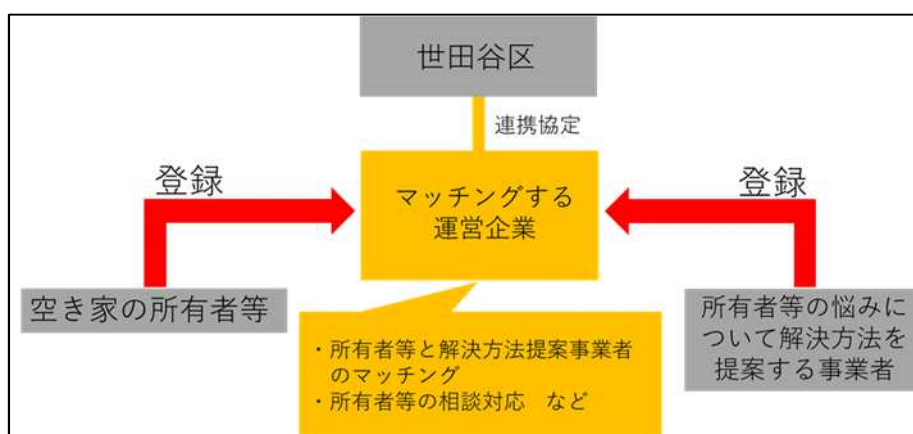 世田谷区
連携協定
登録
登録
マッチングする
運営企業
空き家の所有者等
所有者等の悩みに
ついて解決方法を
提案する事業者
・所有者等と解決方法提案事業者
のマッチング
・所有者等の相談対応　など